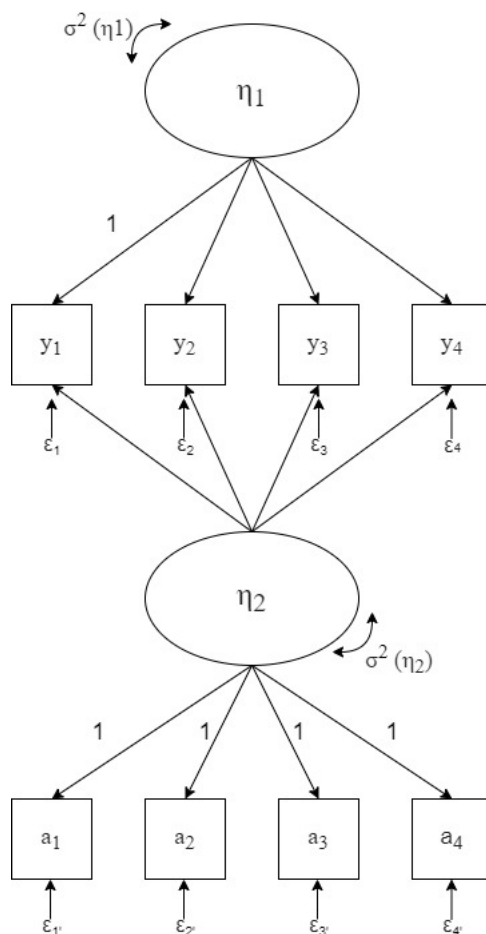 σ² (η1)
η₁
1
y₁ y₂ y₃ y₄
ε₁ ε₂ ε₃ ε₄
η₂
σ² (η₂)
1 1 1 1
a₁ a₂ a₃ a₄
ε₁' ε₂' ε₃' ε₄'